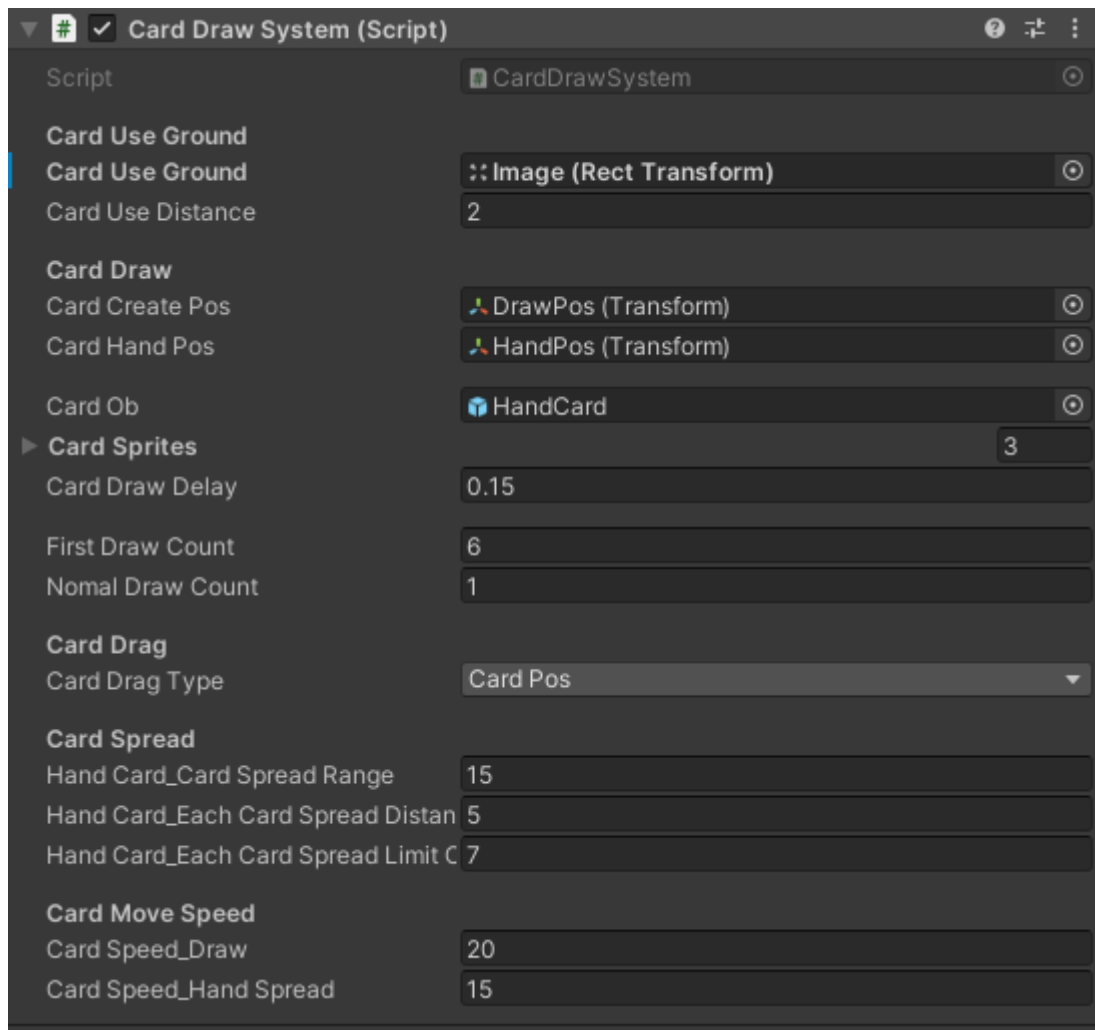 Card Draw System (Script)
Script CardDrawSystem
Card Use Ground
Card Use Ground Image (Rect Transform)
Card Use Distance 2
Card Draw
Card Create Pos DrawPos (Transform)
Card Hand Pos HandPos (Transform)
Card Ob HandCard
Card Sprites 3
Card Draw Delay 0.15
First Draw Count 6
Nomal Draw Count 1
Card Drag
Card Drag Type Card Pos
Card Spread
Hand Card_Card Spread Range 15
Hand Card_Each Card Spread Distan 5
Hand Card_Each Card Spread Limit C 7
Card Move Speed
Card Speed_Draw 20
Card Speed_Hand Spread 15